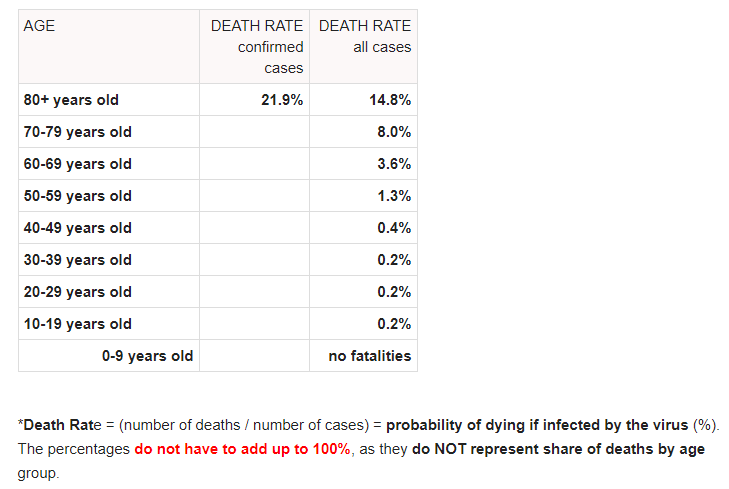 AGE DEATH RATE confirmed cases DEATH RATE all cases
80+ years old 21.9% 14.8%
70-79 years old 8.0%
60-69 years old 3.6%
50-59 years old 1.3%
40-49 years old 0.4%
30-39 years old 0.2%
20-29 years old 0.2%
10-19 years old 0.2%
0-9 years old no fatalities
*Death Rate = (number of deaths / number of cases) = probability of dying if infected by the virus (%).
The percentages do not have to add up to 100%, as they do NOT represent share of deaths by age
group.